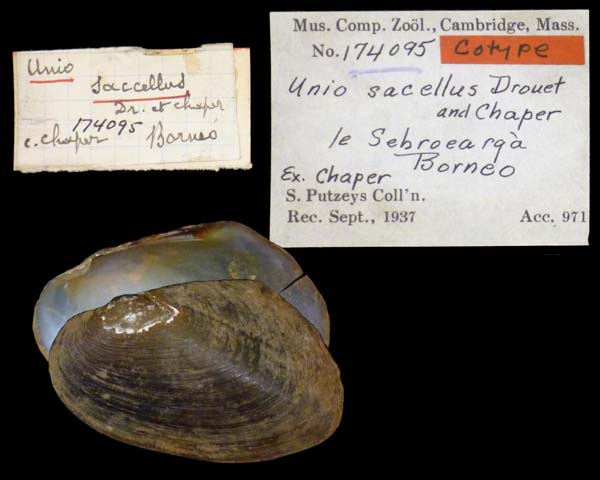 Unio
saccellus
Dr. et chaper
174095
c. chaper Borneo
Mus. Comp. Zoöl., Cambridge, Mass.
No. 174095 Cotype
Unio sacellus Drouet
and Chaper
le Sebroeargà
Borneo
Ex. Chaper
S. Putzeys Coll'n.
Rec. Sept., 1937 Acc. 971